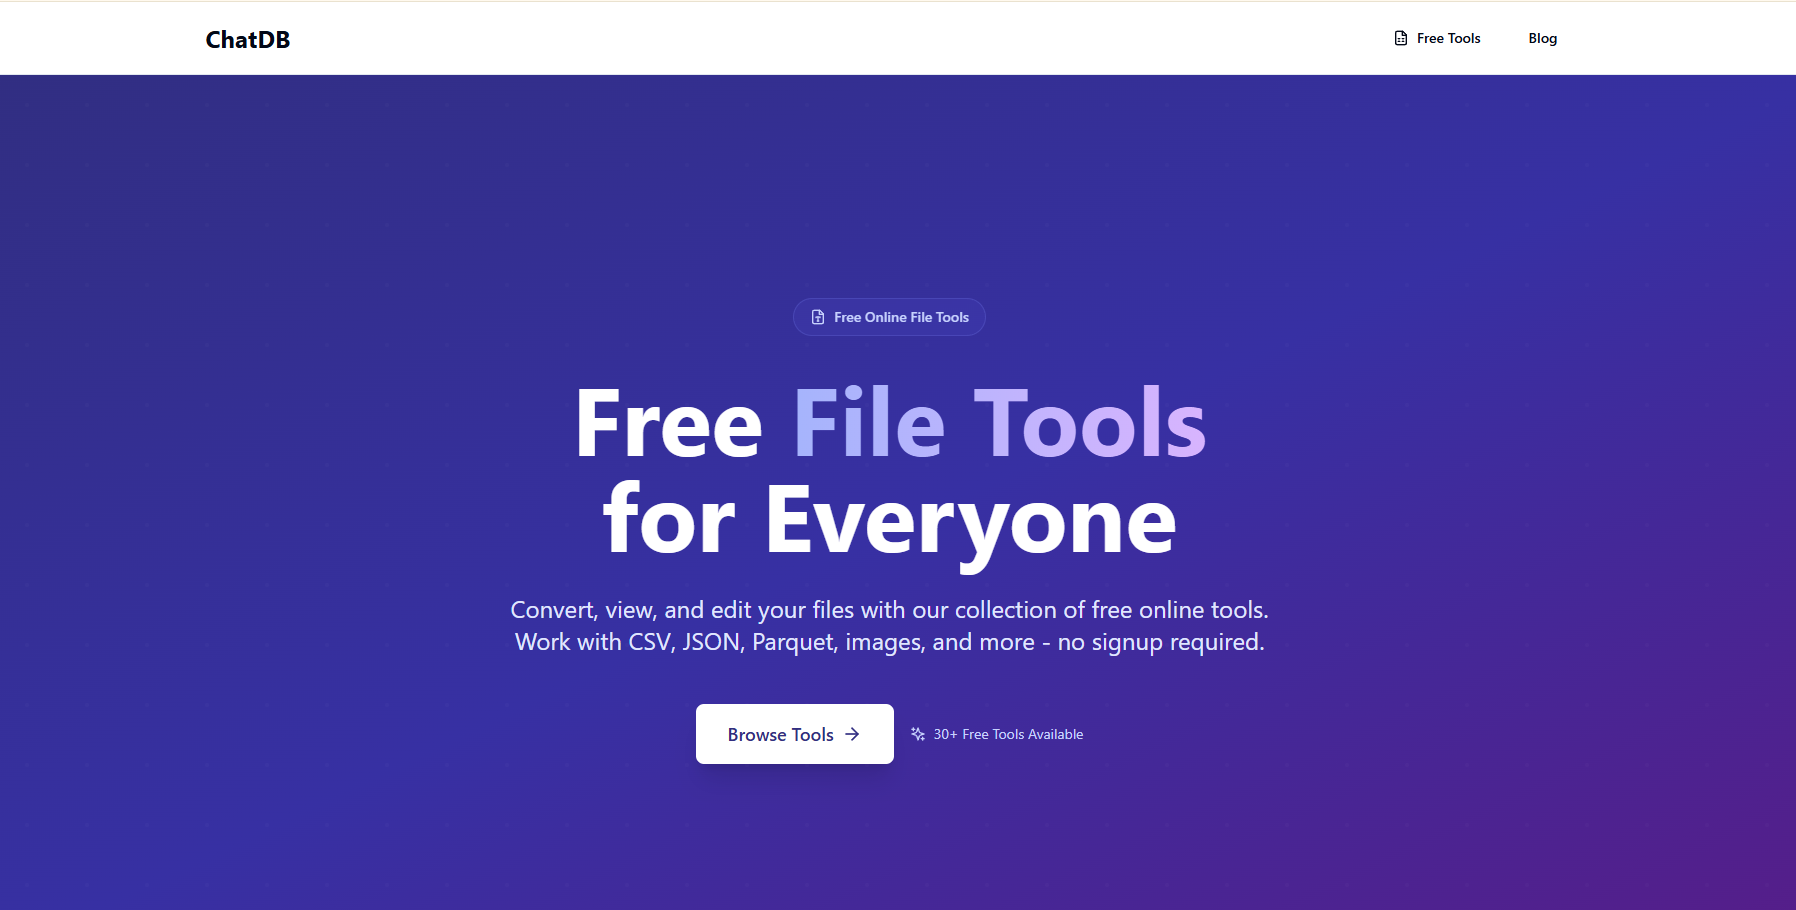 ChatDB
Free Tools
Blog
Free Online File Tools
Free File Tools
for Everyone
Convert, view, and edit your files with our collection of free online tools.
Work with CSV, JSON, Parquet, images, and more - no signup required.
Browse Tools
30+ Free Tools Available